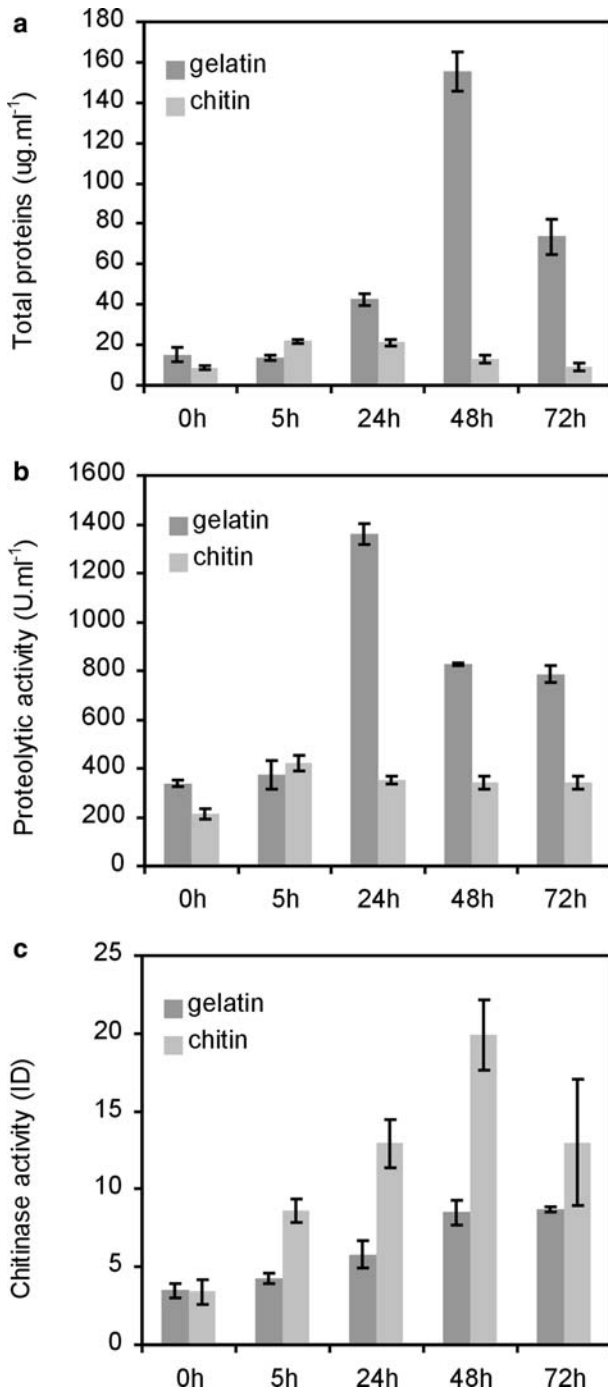 a
Total proteins (ug.ml⁻¹)
180
160
140
120
100
80
60
40
20
0
gelatin
chitin
0h 5h 24h 48h 72h
b
Proteolytic activity (U.ml⁻¹)
1600
1400
1200
1000
800
600
400
200
0
gelatin
chitin
0h 5h 24h 48h 72h
c
Chitinase activity (ID)
25
20
15
10
5
0
gelatin
chitin
0h 5h 24h 48h 72h